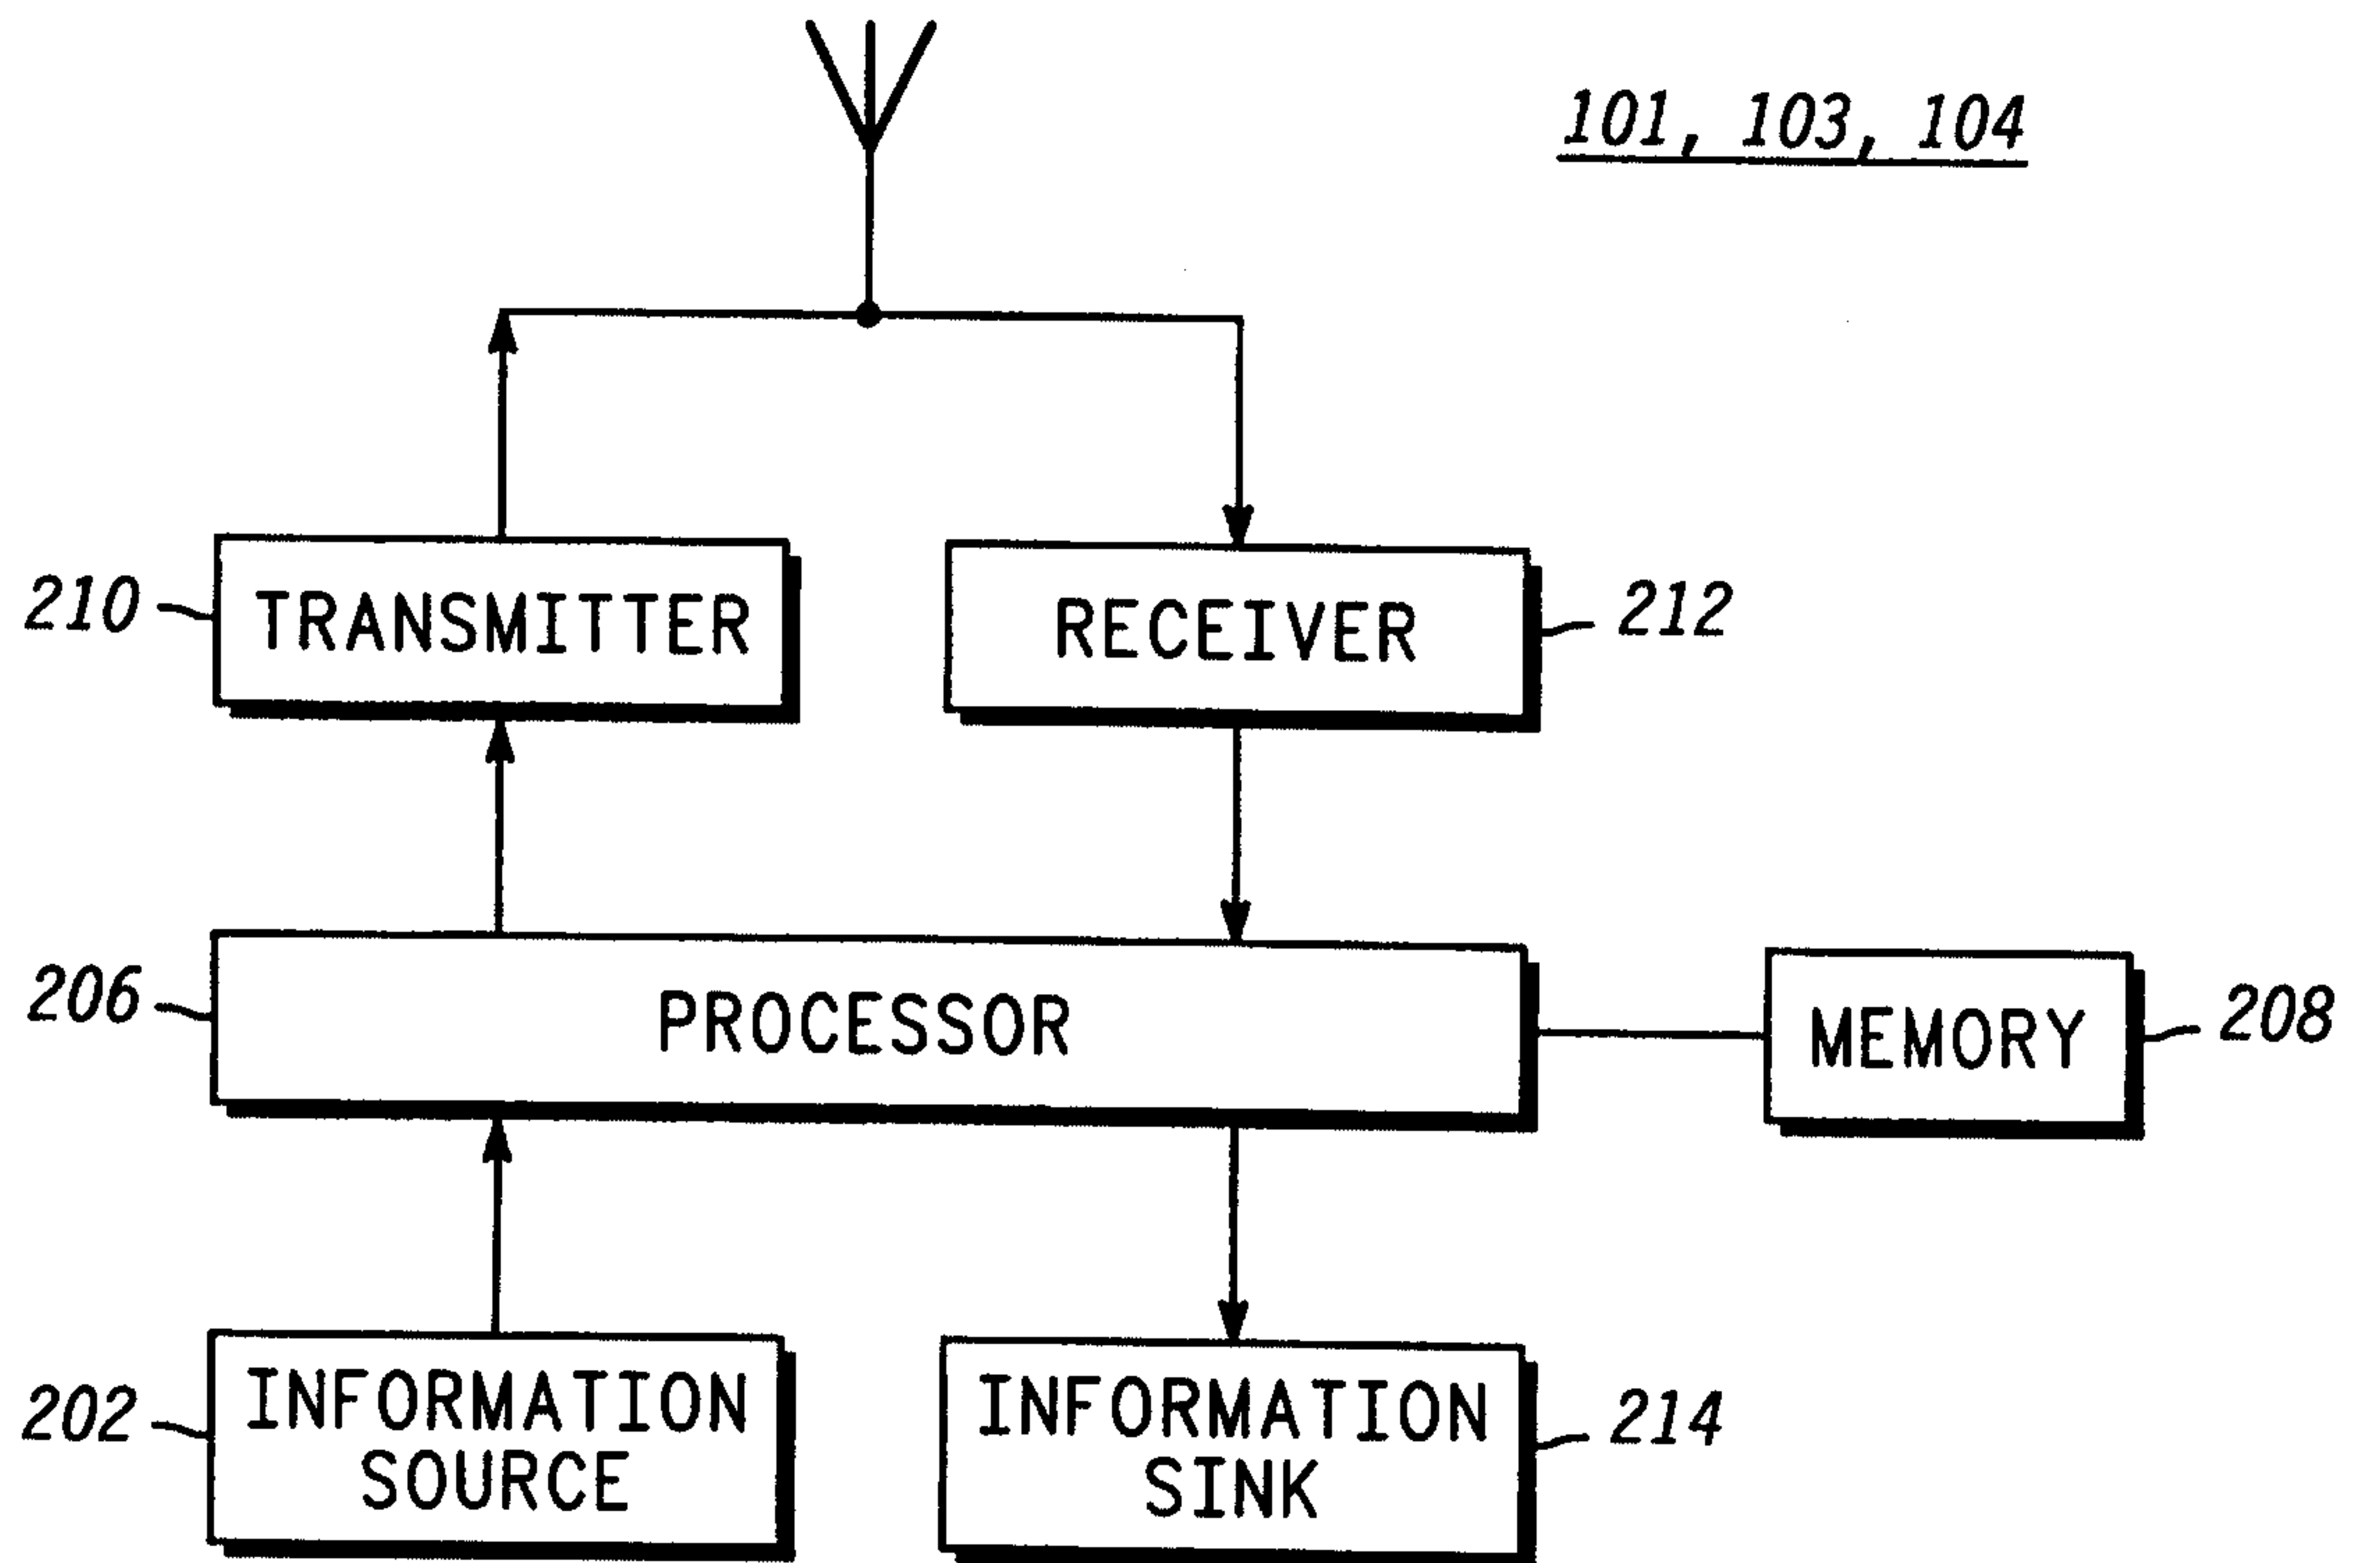 101, 103, 104
210
TRANSMITTER
RECEIVER
212
206
PROCESSOR
MEMORY
208
202
INFORMATION
SOURCE
INFORMATION
SINK
214